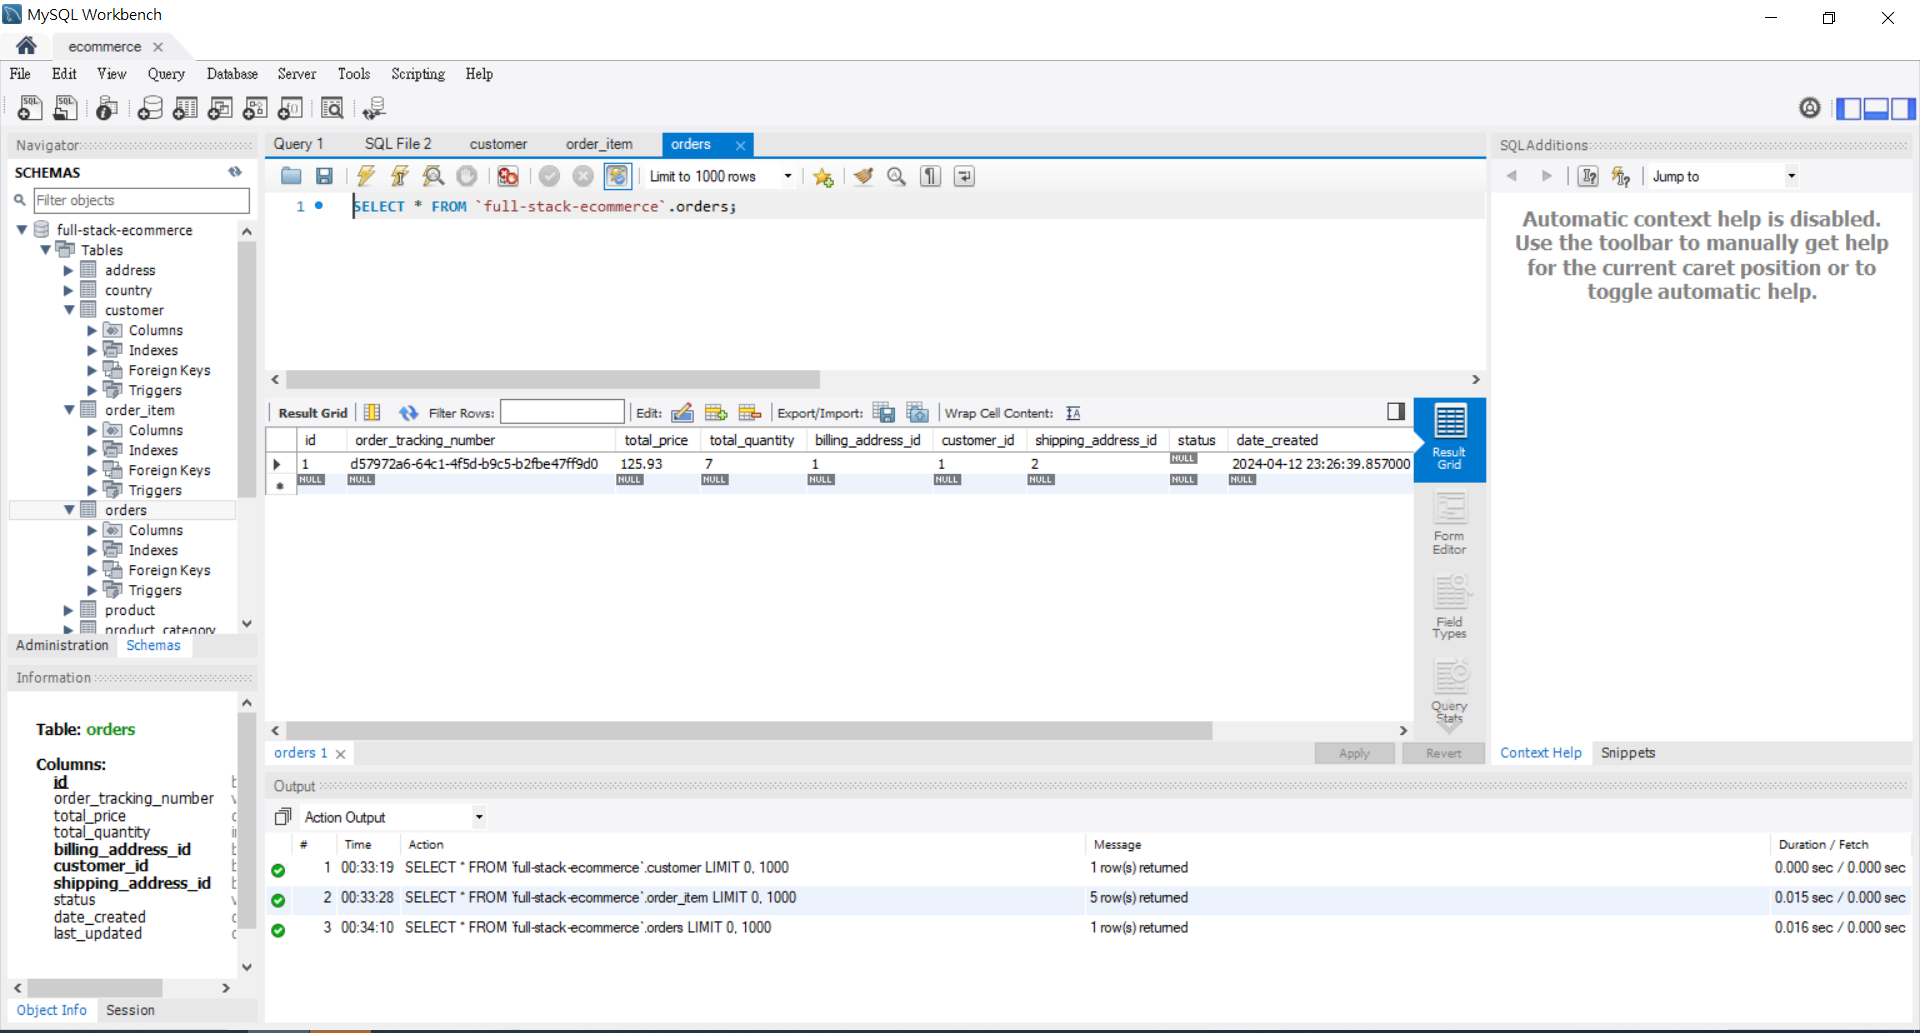 MySQL Workbench
ecommerce
File Edit View Query Database Server Tools Scripting Help
Navigator
SCHEMAS
Filter objects
full-stack-ecommerce
Tables
address
country
customer
Columns
Indexes
Foreign Keys
Triggers
order_item
Columns
Indexes
Foreign Keys
Triggers
orders
Columns
Indexes
Foreign Keys
Triggers
product
product_category
Administration Schemas
Information
Table: orders
Columns:
id
order_tracking_number
total_price
total_quantity
billing_address_id
customer_id
shipping_address_id
status
date_created
last_updated
Object Info Session
Query 1 SQL File 2 customer order_item orders
Limit to 1000 rows
1 SELECT * FROM `full-stack-ecommerce`.orders;
Result Grid Filter Rows: Edit: Export/Import: Wrap Cell Content:
id order_tracking_number total_price total_quantity billing_address_id customer_id shipping_address_id status date_created
1 d57972a6-64c1-4f5d-b9c5-b2fbe47ff9d0 125.93 7 1 1 2 NULL 2024-04-12 23:26:39.857000
NULL NULL NULL NULL NULL NULL NULL NULL NULL
Result
Grid
Form
Editor
Field
Types
Query
Stats
orders 1 Apply Revert
SQLAdditions
Jump to
Automatic context help is disabled.
Use the toolbar to manually get help
for the current caret position or to
toggle automatic help.
Context Help Snippets
Output
Action Output
# Time Action Message Duration / Fetch
1 00:33:19 SELECT * FROM `full-stack-ecommerce`.customer LIMIT 0, 1000 1 row(s) returned 0.000 sec / 0.000 sec
2 00:33:28 SELECT * FROM `full-stack-ecommerce`.order_item LIMIT 0, 1000 5 row(s) returned 0.015 sec / 0.000 sec
3 00:34:10 SELECT * FROM `full-stack-ecommerce`.orders LIMIT 0, 1000 1 row(s) returned 0.016 sec / 0.000 sec